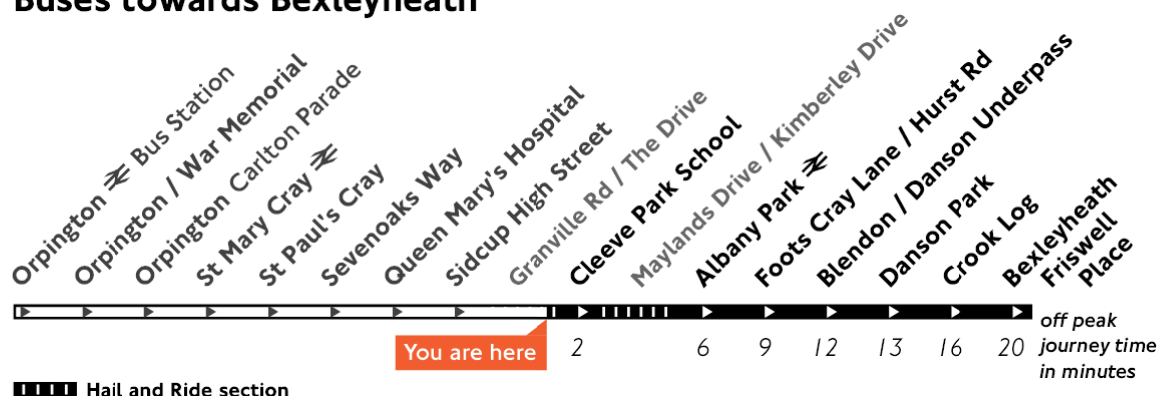 Buses towards Bexleyheath
Orpington Bus Station
Orpington / War Memorial
Orpington Carlton Parade
St Mary Cray
St Paul's Cray
Sevenoaks Way
Queen Mary's Hospital
Sidcup High Street
Granville Rd / The Drive
Cleeve Park School
Maylands Drive / Kimberley Drive
Albany Park
Foots Cray Lane / Hurst Rd
Blendon / Danson Underpass
Danson Park
Crook Log
Bexleyheath
Friswell
Place
You are here
2 6 9 12 13 16 20
off peak
journey time
in minutes
Hail and Ride section